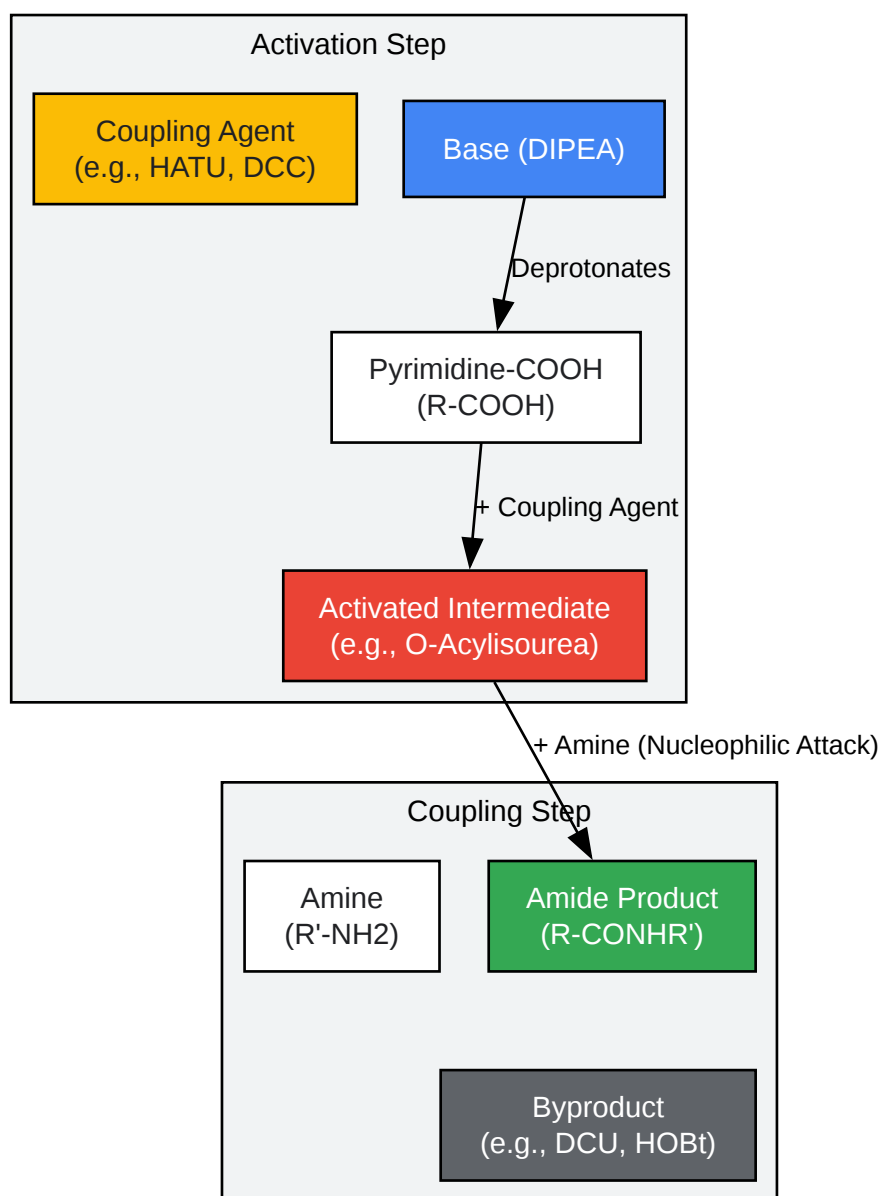 Activation Step
Coupling Agent
(e.g., HATU, DCC)
Base (DIPEA)
Deprotonates
Pyrimidine-COOH
(R-COOH)
+ Coupling Agent
Activated Intermediate
(e.g., O-Acylisourea)
+ Amine (Nucleophilic Attack)
Coupling Step
Amine
(R'-NH2)
Amide Product
(R-CONHR')
Byproduct
(e.g., DCU, HOBt)